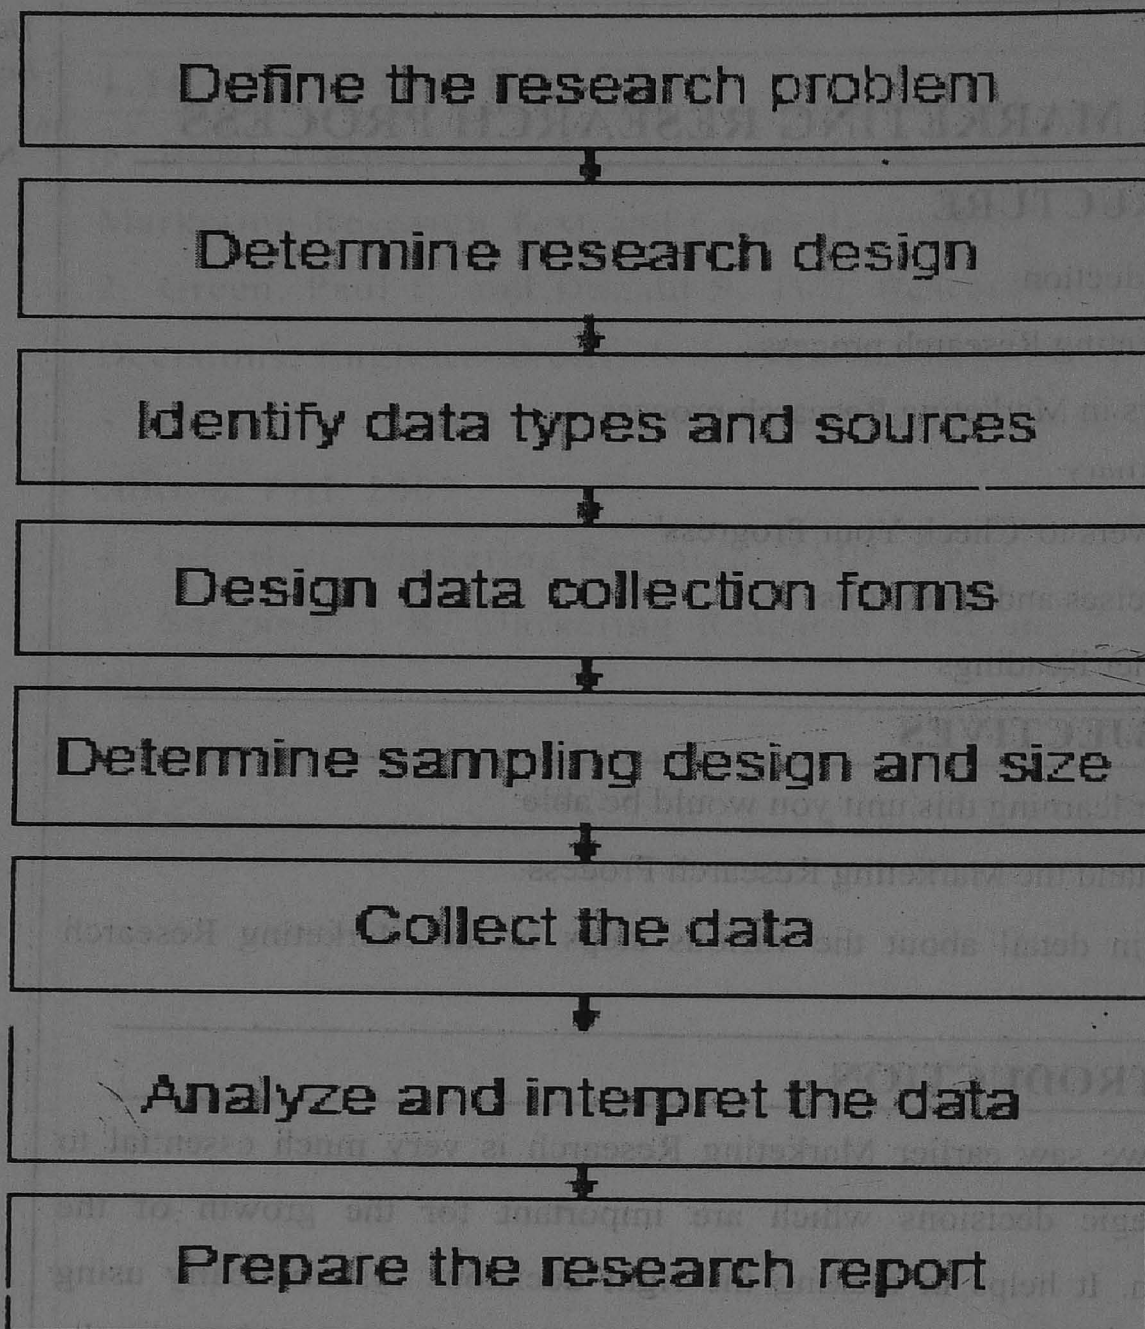 Define the research problem
Determine research design
Identify data types and sources
Design data collection forms
Determine sampling design and size
Collect the data
Analyze and interpret the data
Prepare the research report